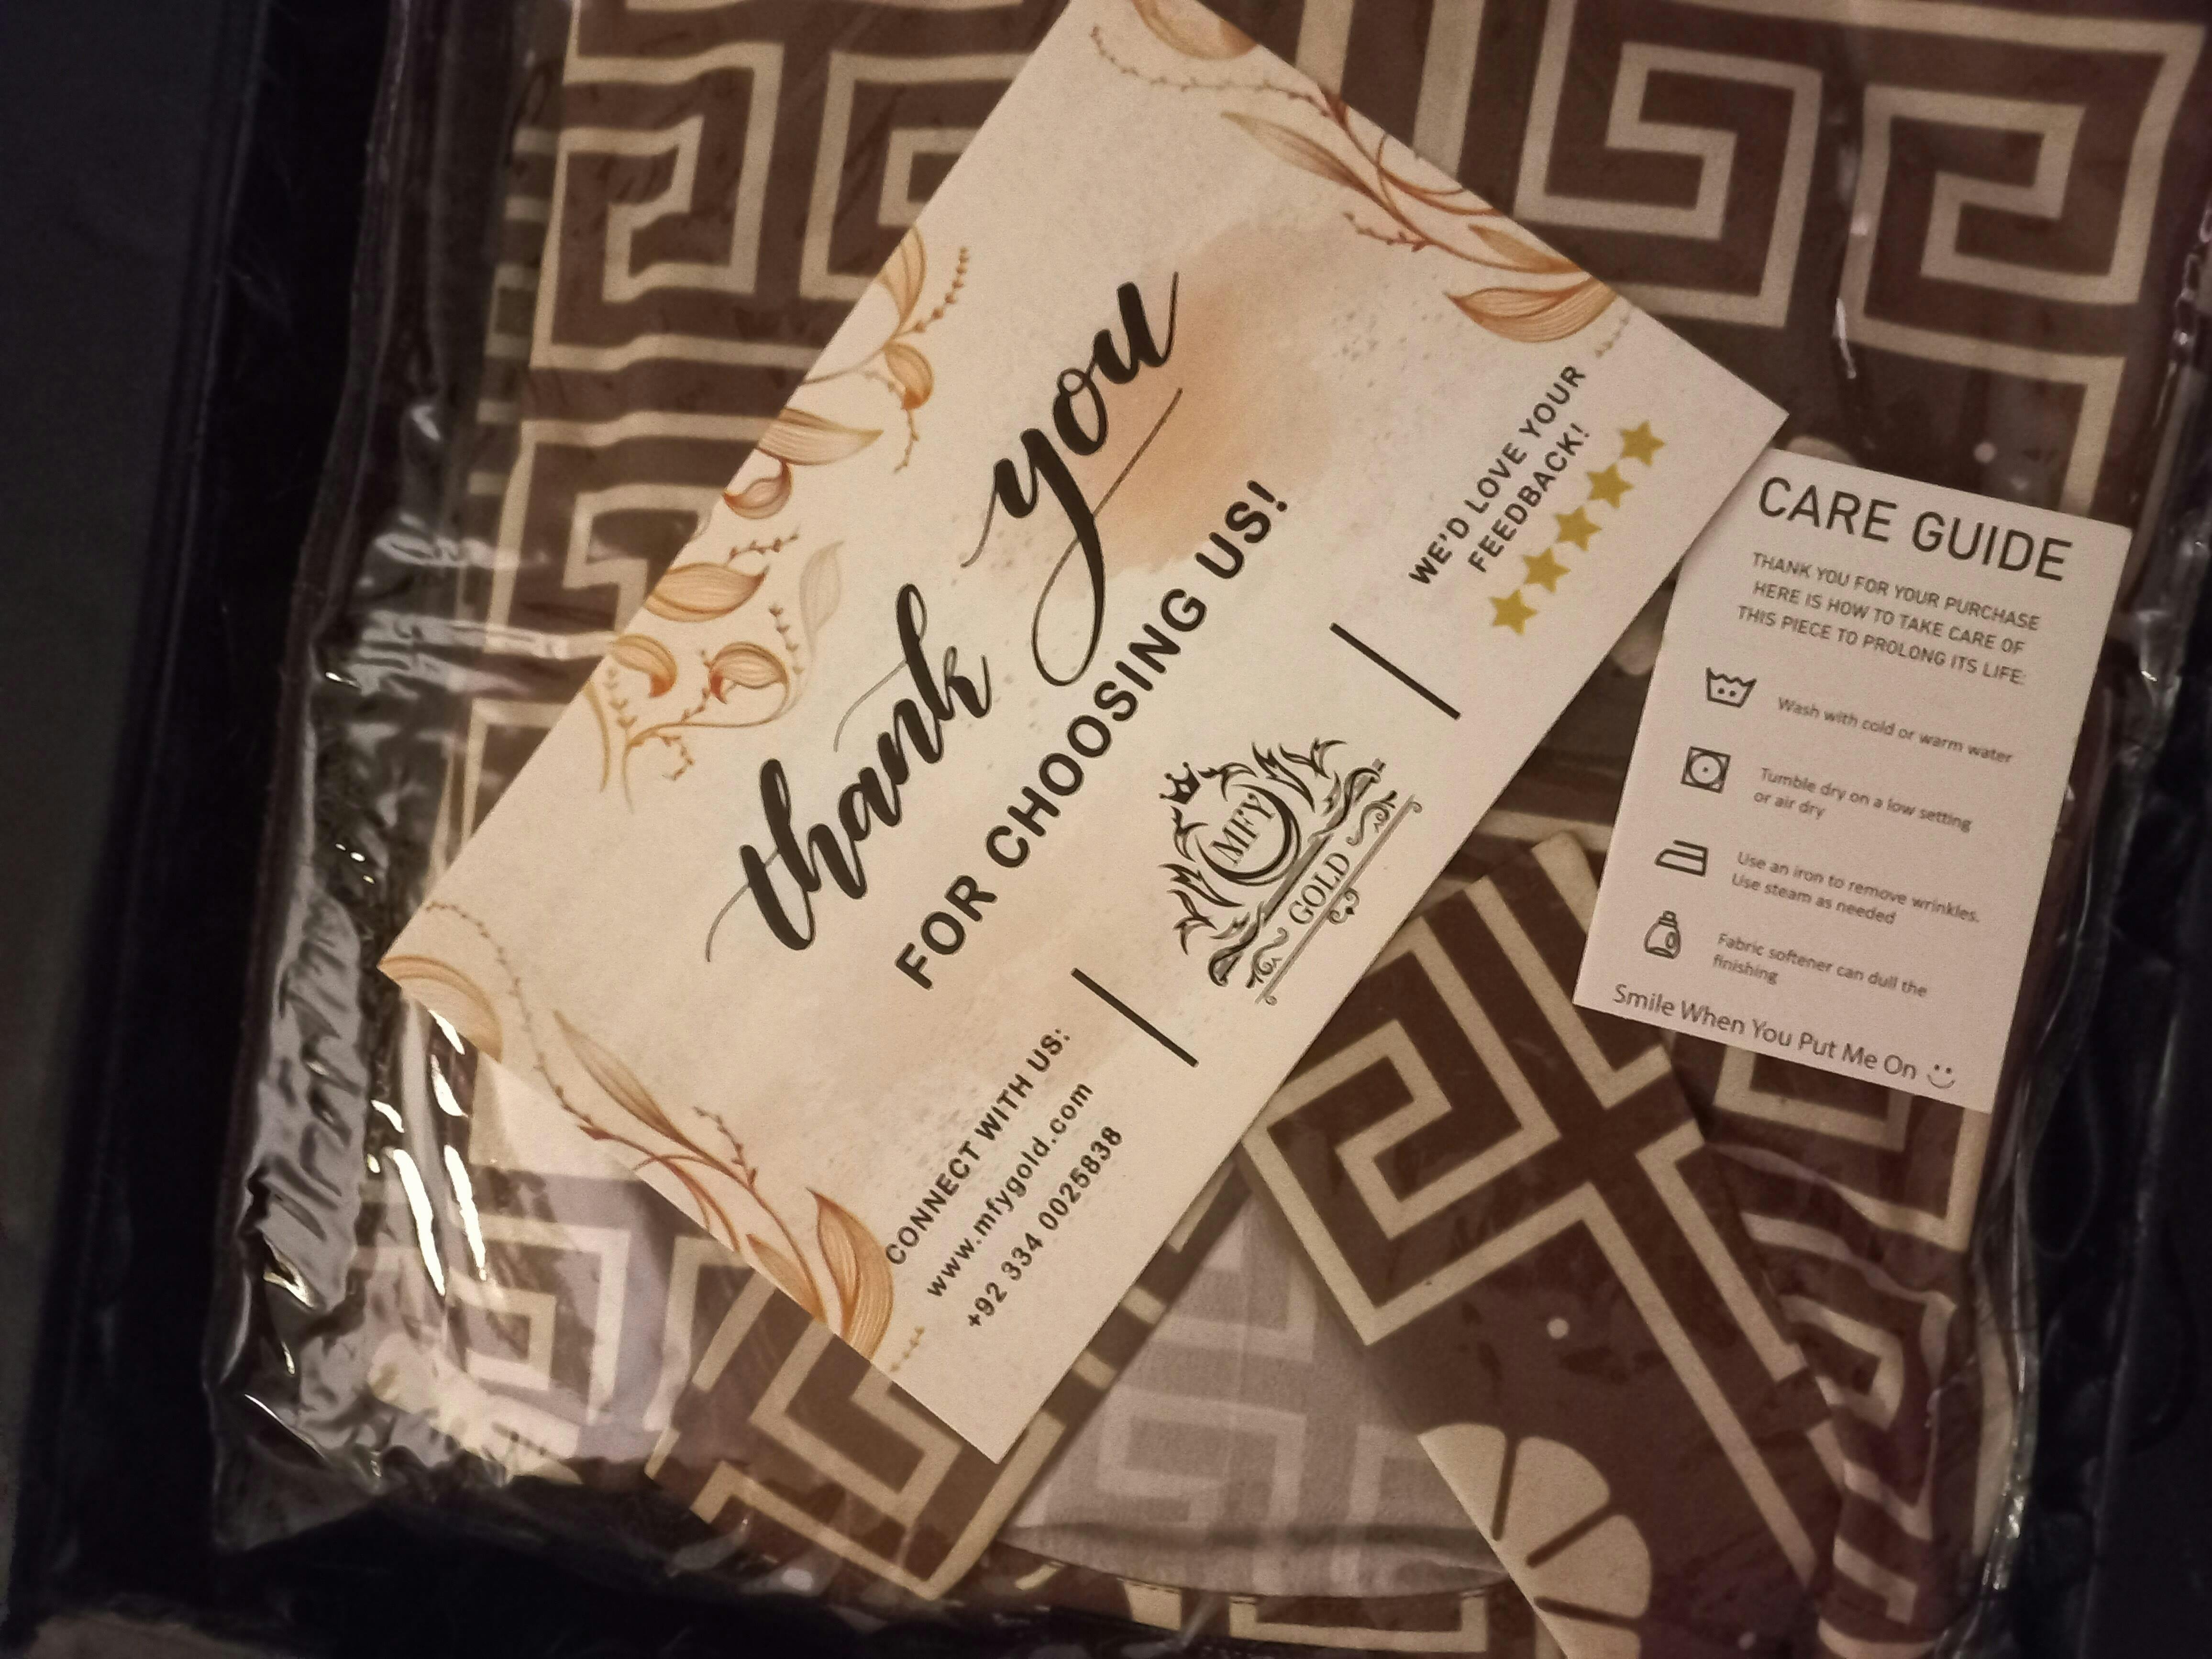 thank you
FOR CHOOSING US!
CONNECT WITH US:
www.mfygold.com
+92 334 0025838
MFY
GOLD
WE'D LOVE YOUR
FEEDBACK!
CARE GUIDE
THANK YOU FOR YOUR PURCHASE
HERE IS HOW TO TAKE CARE OF
THIS PIECE TO PROLONG ITS LIFE:
Wash with cold or warm water
Tumble dry on a low setting
or air dry
Use an iron to remove wrinkles.
Use steam as needed
Fabric softener can dull the
finishing
Smile When You Put Me On